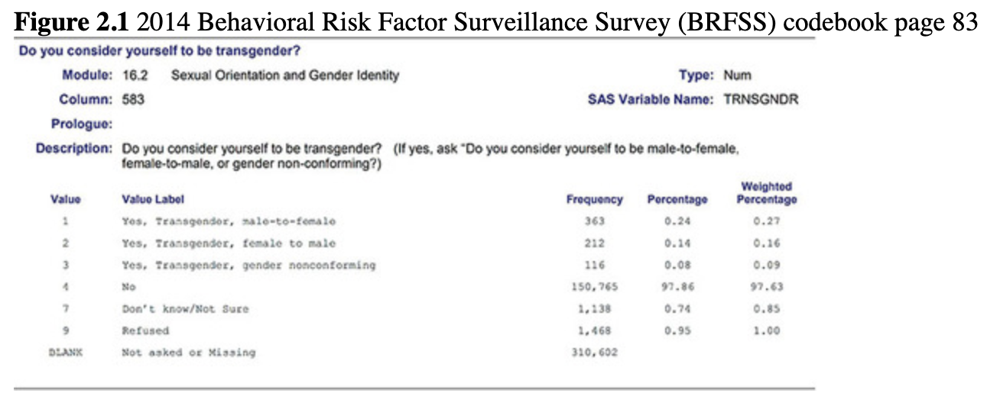 Figure 2.1 2014 Behavioral Risk Factor Surveillance Survey (BRFSS) codebook page 83
Do you consider yourself to be transgender?
Module: 16.2 Sexual Orientation and Gender Identity Type: Num
Column: 583 SAS Variable Name: TRNSGNDR
Prologue:
Description: Do you consider yourself to be transgender? (If yes, ask "Do you consider yourself to be male-to-female,
female-to-male, or gender non-conforming?)
Weighted
Value Value Label Frequency Percentage Percentage
1 Yes, Transgender, male-to-female 363 0.24 0.27
2 Yes, Transgender, female to male 212 0.14 0.16
3 Yes, Transgender, gender nonconforming 116 0.08 0.09
4 No 150,765 97.86 97.63
7 Don't know/Not Sure 1,138 0.74 0.85
9 Refused 1,468 0.95 1.00
BLANK Not asked or Missing 310,602